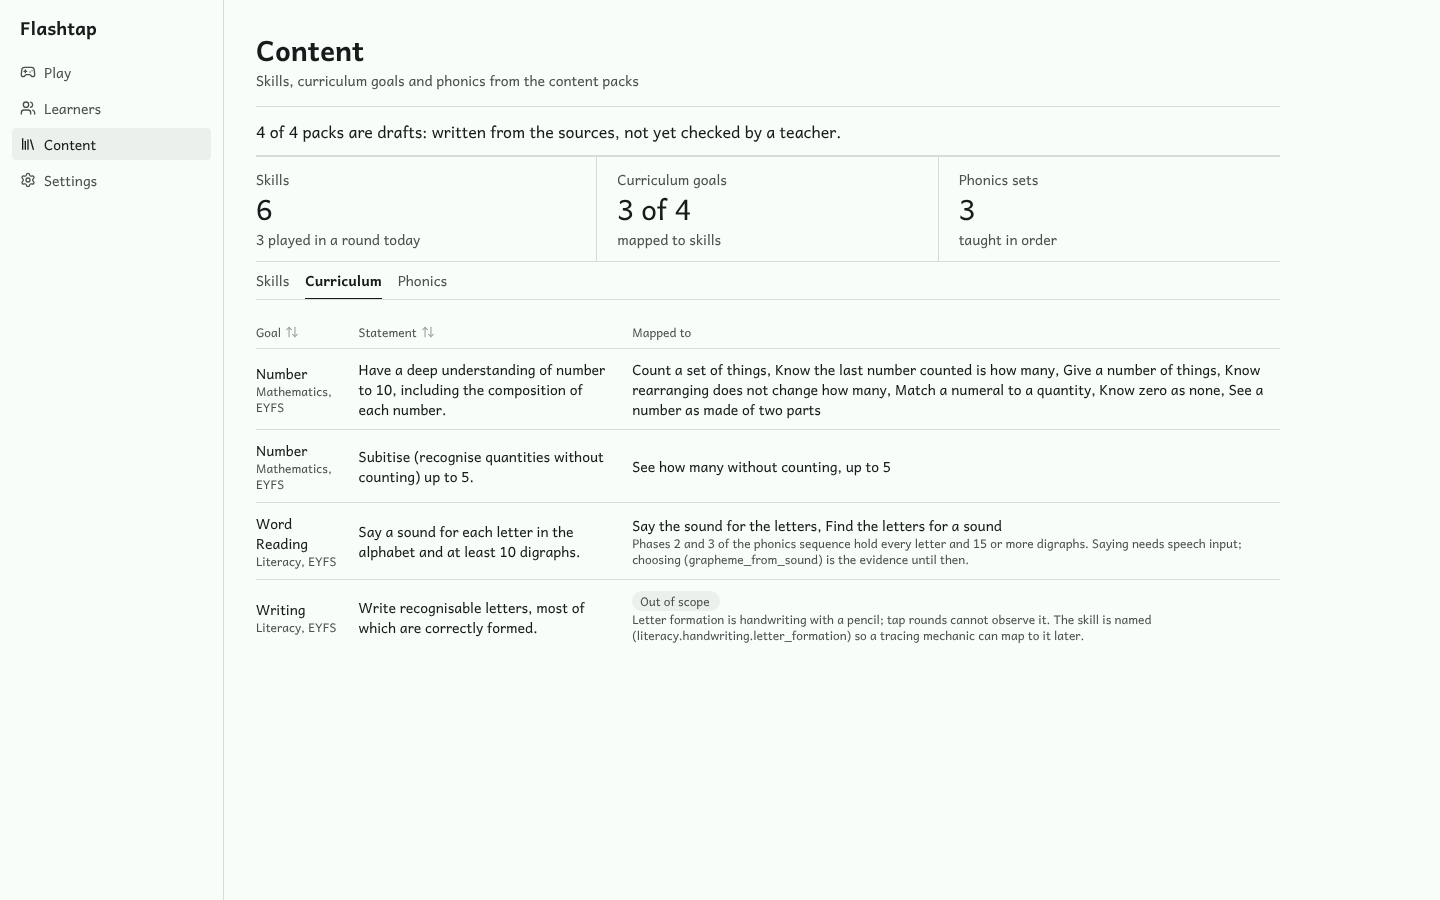 Flashtap
Play
Learners
Content
Settings
Content
Skills, curriculum goals and phonics from the content packs
4 of 4 packs are drafts: written from the sources, not yet checked by a teacher.
Skills
6
3 played in a round today
Curriculum goals
3 of 4
mapped to skills
Phonics sets
3
taught in order
Skills Curriculum Phonics
Goal Statement Mapped to
Number
Mathematics,
EYFS
Have a deep understanding of number
to 10, including the composition of
each number.
Count a set of things, Know the last number counted is how many, Give a number of things, Know
rearranging does not change how many, Match a numeral to a quantity, Know zero as none, See a
number as made of two parts
Number
Mathematics,
EYFS
Subitise (recognise quantities without
counting) up to 5.
See how many without counting, up to 5
Word
Reading
Literacy, EYFS
Say a sound for each letter in the
alphabet and at least 10 digraphs.
Say the sound for the letters, Find the letters for a sound
Phases 2 and 3 of the phonics sequence hold every letter and 15 or more digraphs. Saying needs speech input;
choosing (grapheme_from_sound) is the evidence until then.
Writing
Literacy, EYFS
Write recognisable letters, most of
which are correctly formed.
Out of scope
Letter formation is handwriting with a pencil; tap rounds cannot observe it. The skill is named
(literacy.handwriting.letter_formation) so a tracing mechanic can map to it later.